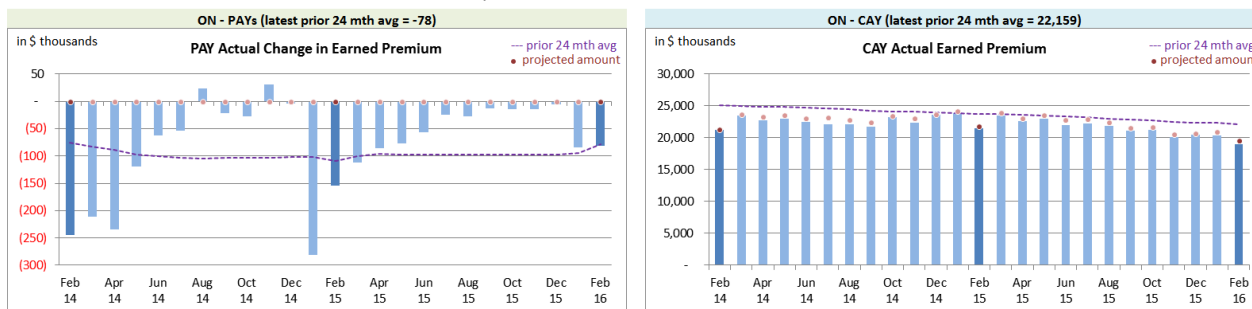 ON - PAYs (latest prior 24 mth avg = -78)
in $ thousands
PAY Actual Change in Earned Premium
--- prior 24 mth avg
• projected amount
50
-
(50)
(100)
(150)
(200)
(250)
(300)
Feb 14
Apr 14
Jun 14
Aug 14
Oct 14
Dec 14
Feb 15
Apr 15
Jun 15
Aug 15
Oct 15
Dec 15
Feb 16
ON - CAY (latest prior 24 mth avg = 22,159)
in $ thousands
CAY Actual Earned Premium
--- prior 24 mth avg
• projected amount
30,000
25,000
20,000
15,000
10,000
5,000
-
Feb 14
Apr 14
Jun 14
Aug 14
Oct 14
Dec 14
Feb 15
Apr 15
Jun 15
Aug 15
Oct 15
Dec 15
Feb 16